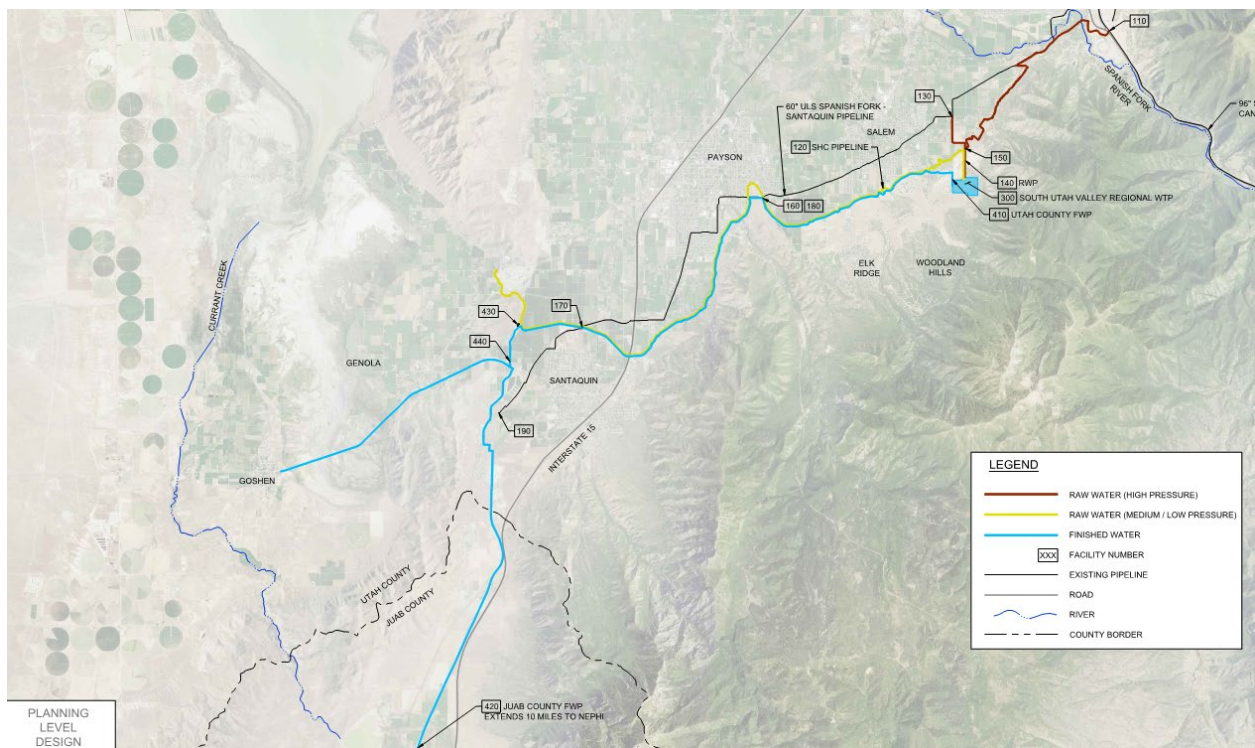 110
SPANISH FORK
RIVER
96"
CAN
130
60" ULS SPANISH FORK -
SANTAQUIN PIPELINE
SALEM
120 SHC PIPELINE
PAYSON
150
140 RWP
300 SOUTH UTAH VALLEY REGIONAL WTP
410 UTAH COUNTY FWP
160 180
ELK
RIDGE
WOODLAND
HILLS
CURRANT CREEK
430
170
440
GENOLA
SANTAQUIN
190
INTERSTATE 15
GOSHEN
UTAH COUNTY
JUAB COUNTY
420 JUAB COUNTY FWP
EXTENDS 10 MILES TO NEPHI
LEGEND
RAW WATER (HIGH PRESSURE)
RAW WATER (MEDIUM / LOW PRESSURE)
FINISHED WATER
XXX FACILITY NUMBER
EXISTING PIPELINE
ROAD
RIVER
COUNTY BORDER
PLANNING
LEVEL
DESIGN